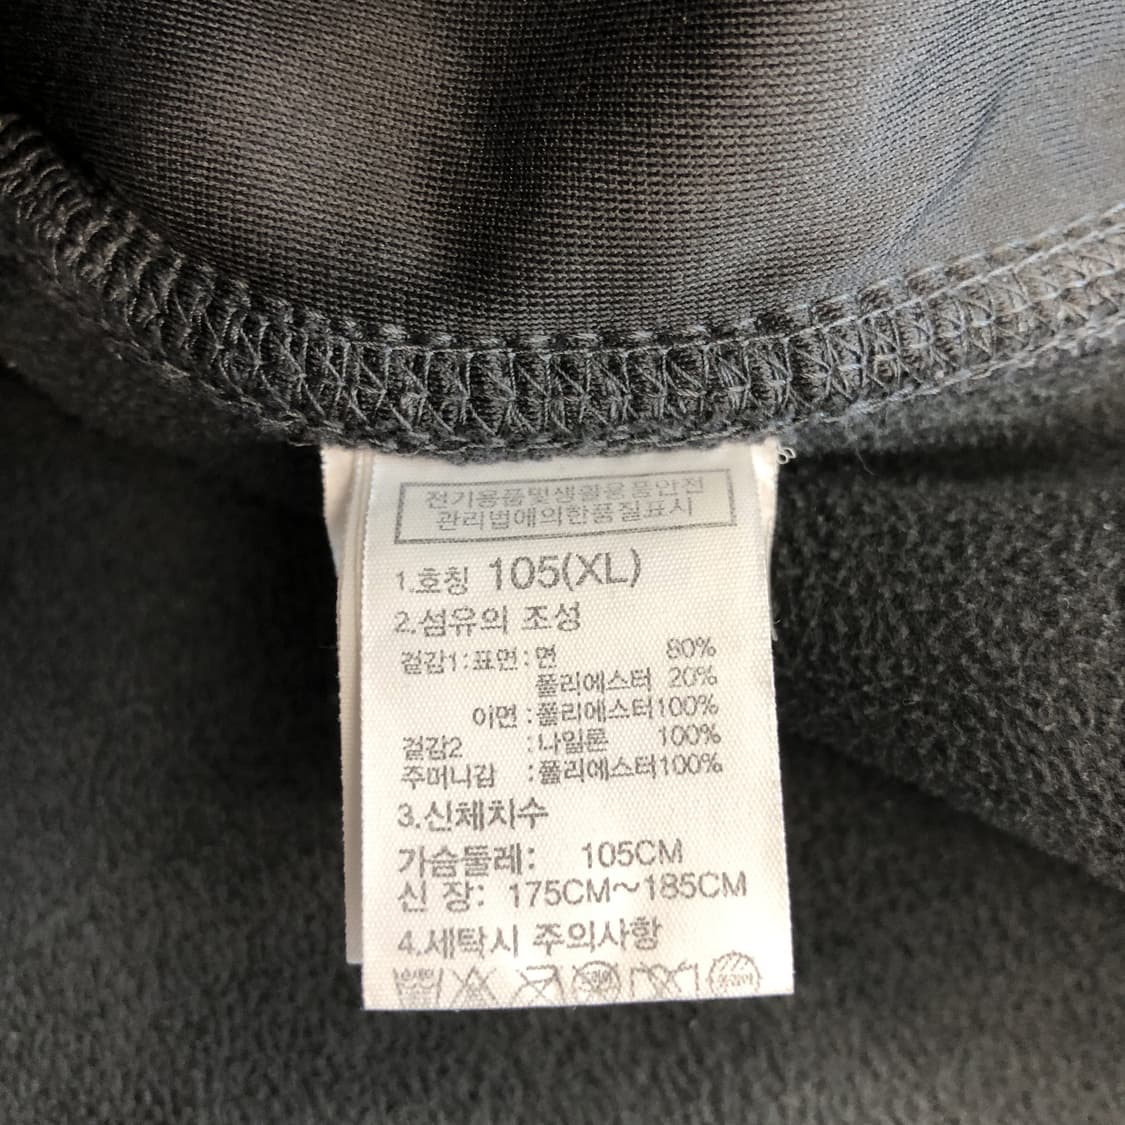 전기용품및생활용품안전
관리법에의한품질표시
1.호칭 105(XL)
2.섬유의 조성
겉감1:표면:면 80%
폴리에스터 20%
이면:폴리에스터100%
겉감2 :나일론 100%
주머니감 :폴리에스터100%
3.신체치수
가슴둘레: 105CM
신 장: 175CM~185CM
4.세탁시 주의사항